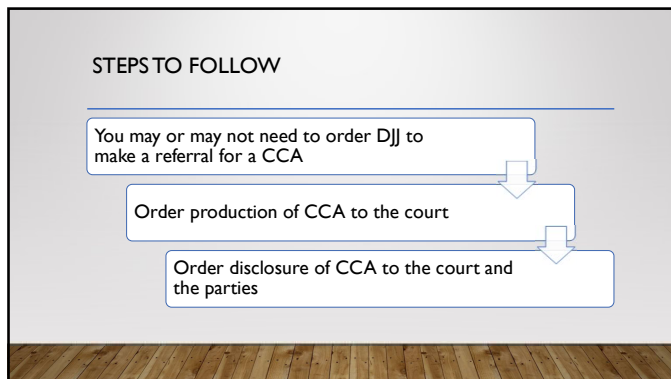 STEPS TO FOLLOW
You may or may not need to order DJJ to
make a referral for a CCA
Order production of CCA to the court
Order disclosure of CCA to the court and
the parties